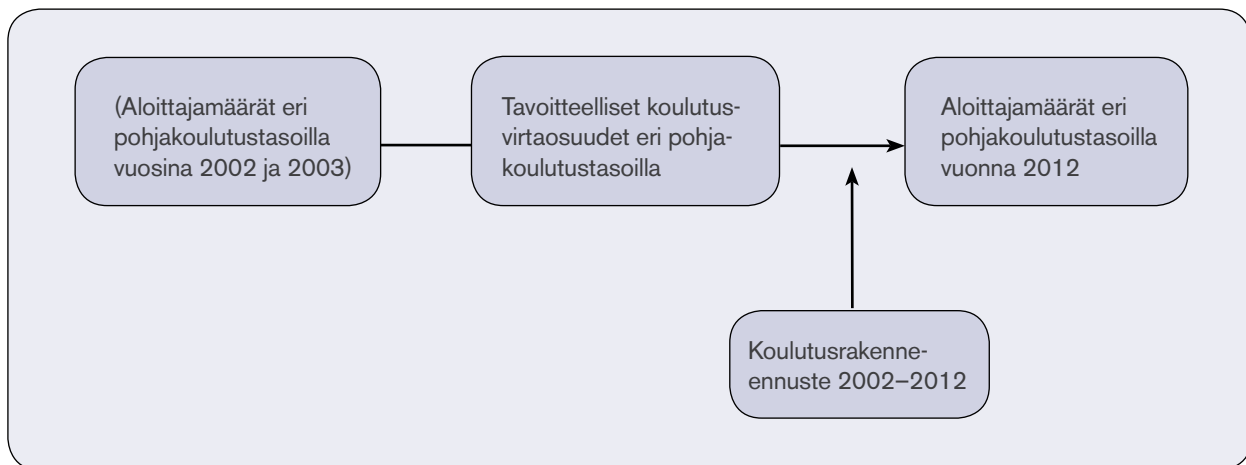 (Aloittajamäärät eri
pohjakoulutustasoilla
vuosina 2002 ja 2003)
Tavoitteelliset koulutus-
virtaosuudet eri pohja-
koulutustasoilla
Aloittajamäärät eri
pohjakoulutustasoilla
vuonna 2012
Koulutusrakenne-
ennuste 2002–2012